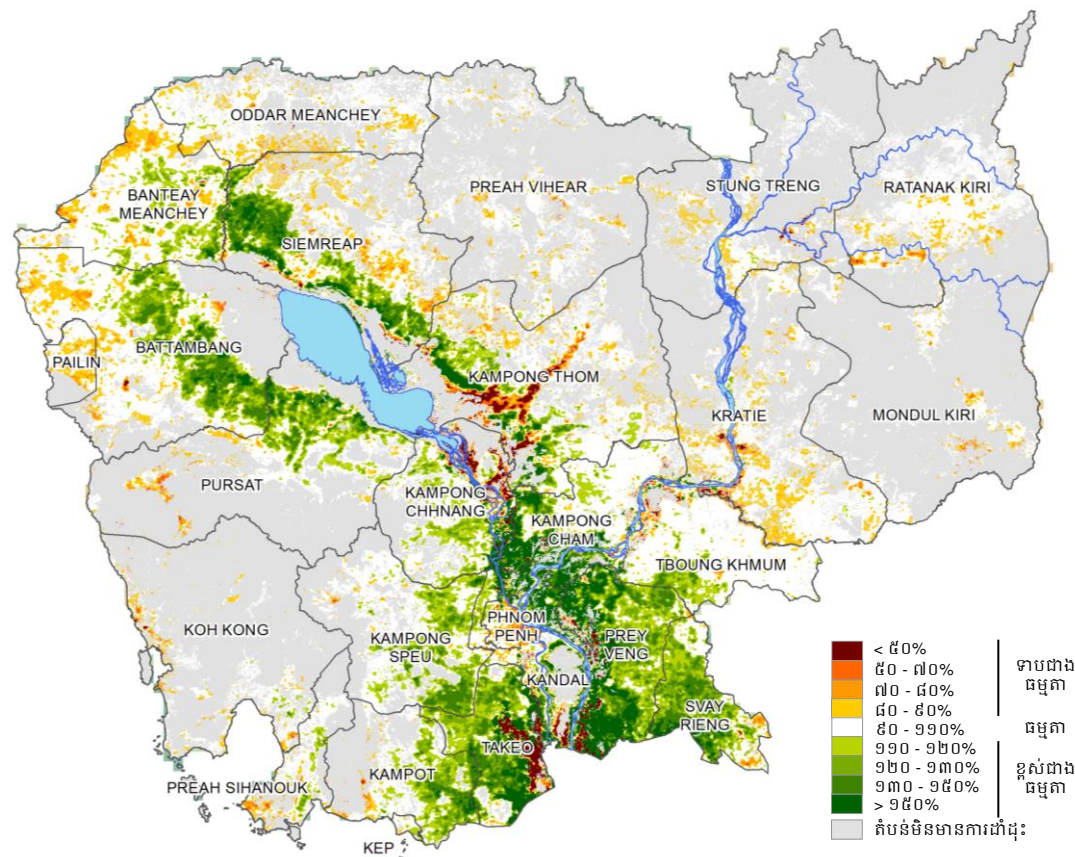 ODDAR MEANCHEY
PREAH VIHEAR
STUNG TRENG
RATANAK KIRI
BANTEAY
MEANCHEY
SIEMREAP
BATTAMBANG
PAILIN
KAMPONG THOM
KRATIE
MONDUL KIRI
PURSAT
KAMPONG
CHHNANG
KAMPONG
CHAM
TBOUNG KHMUM
KOH KONG
KAMPONG
SPEU
PHNOM
PENH
PREY
VENG
KANDAL
SVAY
RIENG
TAKEO
KAMPOT
PREAH SIHANOUK
KEP
< ៥០%
៥០ - ៧០%
៧០ - ៨០%
៨០ - ៩០%
ទាបជាង
ធម្មតា
៩០ - ១១០%
ធម្មតា
១១០ - ១២០%
១២០ - ១៣០%
១៣០ - ១៥០%
> ១៥០%
ខ្ពស់ជាង
ធម្មតា
តំបន់មិនមានការដាំដុះ